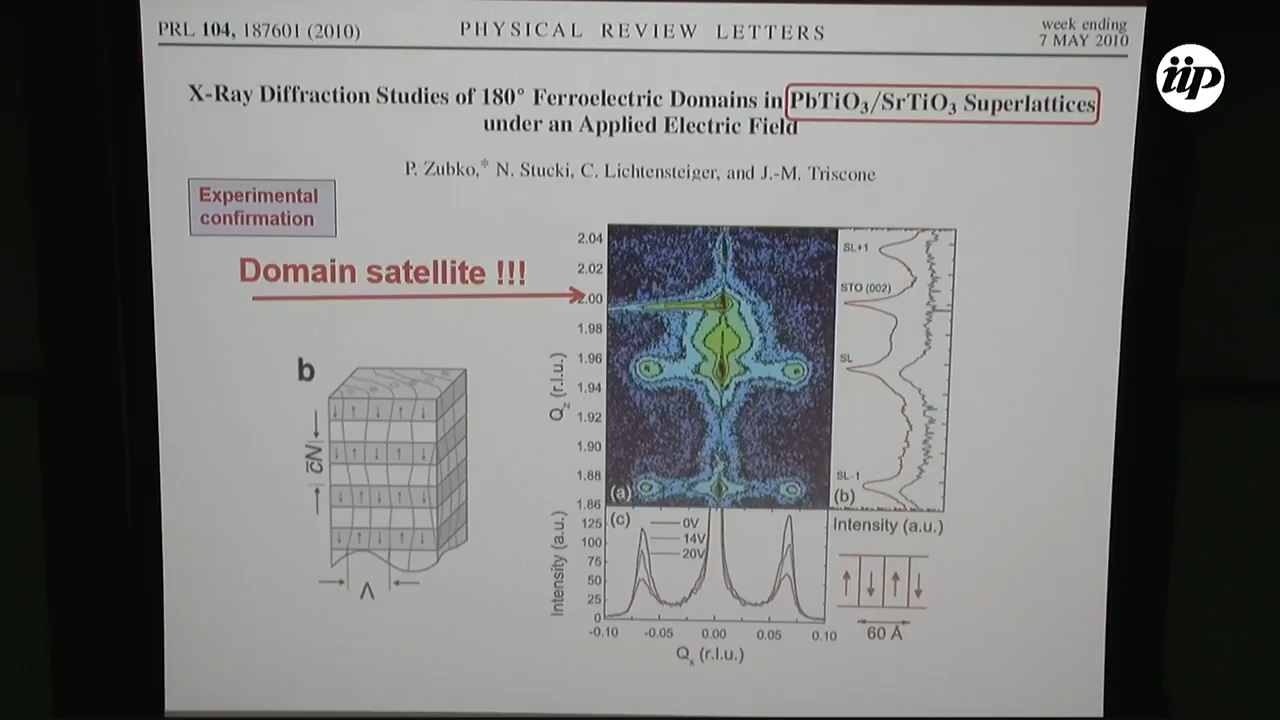 PRL 104, 187601 (2010)
PHYSICAL REVIEW LETTERS
week ending
7 MAY 2010
iip
X-Ray Diffraction Studies of 180° Ferroelectric Domains in PbTiO3/SrTiO3 Superlattices
under an Applied Electric Field
P. Zubko,* N. Stucki, C. Lichtensteiger, and J.-M. Triscone
Experimental
confirmation
Domain satellite !!!
b
c̄N
Λ
Qz (r.l.u.)
2.04
2.02
2.00
1.98
1.96
1.94
1.92
1.90
1.88
1.86
(a)
SL+1
STO (002)
SL
SL-1
(b)
Intensity (a.u.)
(c)
0V
14V
20V
Intensity (a.u.)
125
100
75
50
25
0
-0.10 -0.05 0.00 0.05 0.10
Qx (r.l.u.)
60 Å